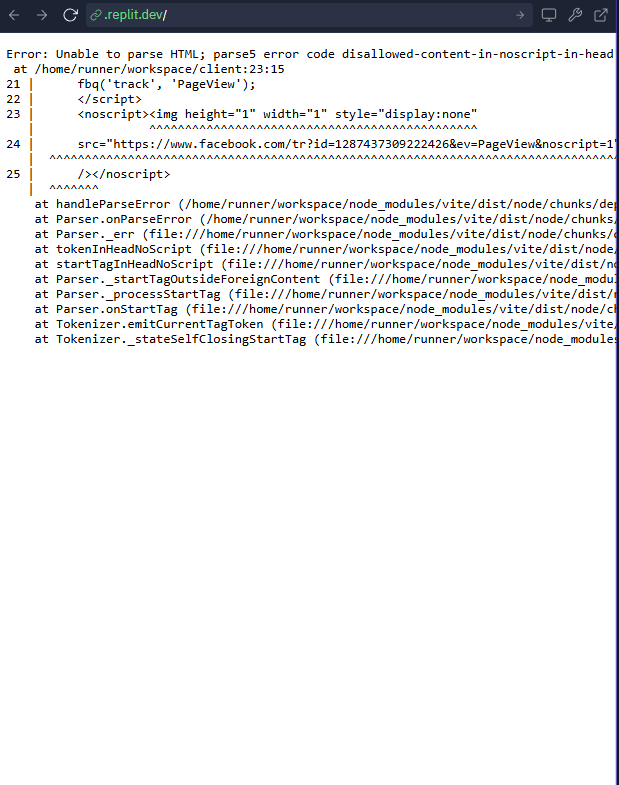 .replit.dev/
Error: Unable to parse HTML; parse5 error code disallowed-content-in-noscript-in-head
at /home/runner/workspace/client:23:15
21 | fbq('track', 'PageView');
22 | </script>
23 | <noscript><img height="1" width="1" style="display:none"
| ^^^^^^^^^^^^^^^^^^^^^^^^^^^^^^^^^^^^^^^^^^^^^^
24 | src="https://www.facebook.com/tr?id=1287437309222426&ev=PageView&noscript=1"
| ^^^^^^^^^^^^^^^^^^^^^^^^^^^^^^^^^^^^^^^^^^^^^^^^^^^^^^^^^^^^^^^^^^^^^^^^^^^^^^^^
25 | /></noscript>
| ^^^^^^^
at handleParseError (/home/runner/workspace/node_modules/vite/dist/node/chunks/dep
at Parser.onParseError (/home/runner/workspace/node_modules/vite/dist/node/chunks/
at Parser._err (file:///home/runner/workspace/node_modules/vite/dist/node/chunks/
at tokenInHeadNoScript (file:///home/runner/workspace/node_modules/vite/dist/node/
at startTagInHeadNoScript (file:///home/runner/workspace/node_modules/vite/dist/
at Parser._startTagOutsideForeignContent (file:///home/runner/workspace/
at Parser._processStartTag (file:///home/runner/workspace/node_modules/vite/dist/
at Parser.onStartTag (file:///home/runner/workspace/node_modules/vite/dist/node/
at Tokenizer.emitCurrentTagToken (file:///home/runner/workspace/node_modules/vite/
at Tokenizer._stateSelfClosingStartTag (file:///home/runner/workspace/node_modules